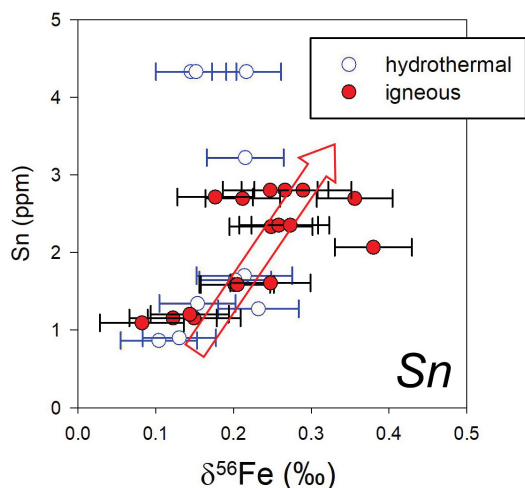 5
4
3
2
1
0
Sn (ppm)
hydrothermal
igneous
Sn
0.0 0.1 0.2 0.3 0.4 0.5
δ⁵⁶Fe (‰)